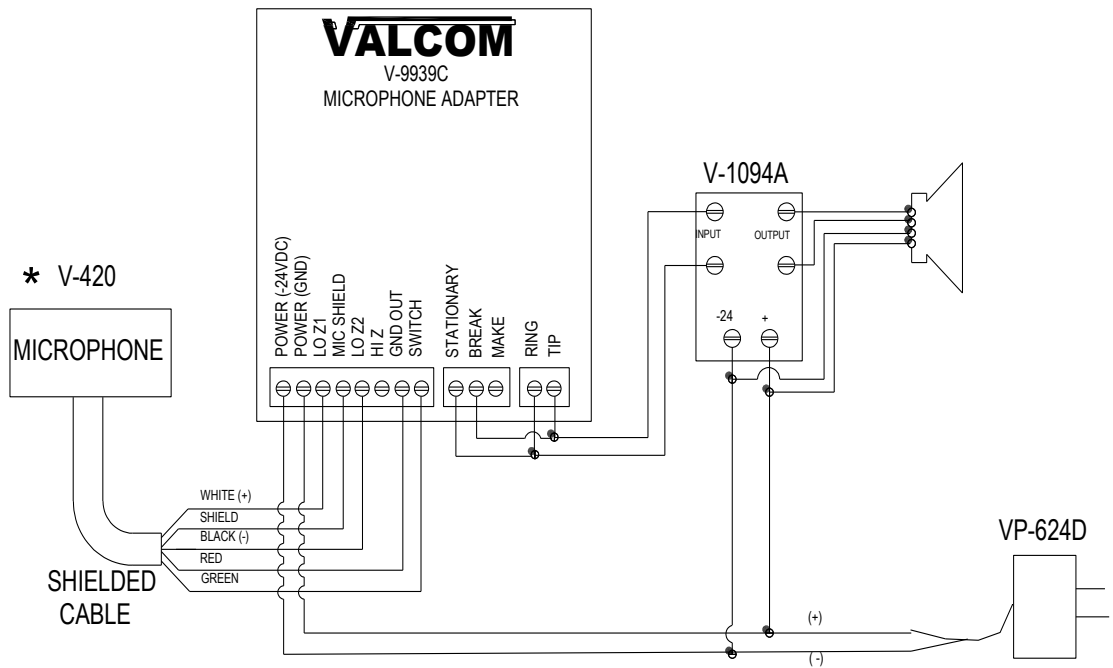 VALCOM
V-9939C
MICROPHONE ADAPTER
V-1094A
INPUT
OUTPUT
-24
+
* V-420
MICROPHONE
POWER (-24VDC)
POWER (GND)
LO Z1
MIC SHIELD
LO Z2
HI Z
GND OUT
SWITCH
STATIONARY
BREAK
MAKE
RING
TIP
WHITE (+)
SHIELD
BLACK (-)
RED
GREEN
SHIELDED
CABLE
VP-624D
(+)
(-)